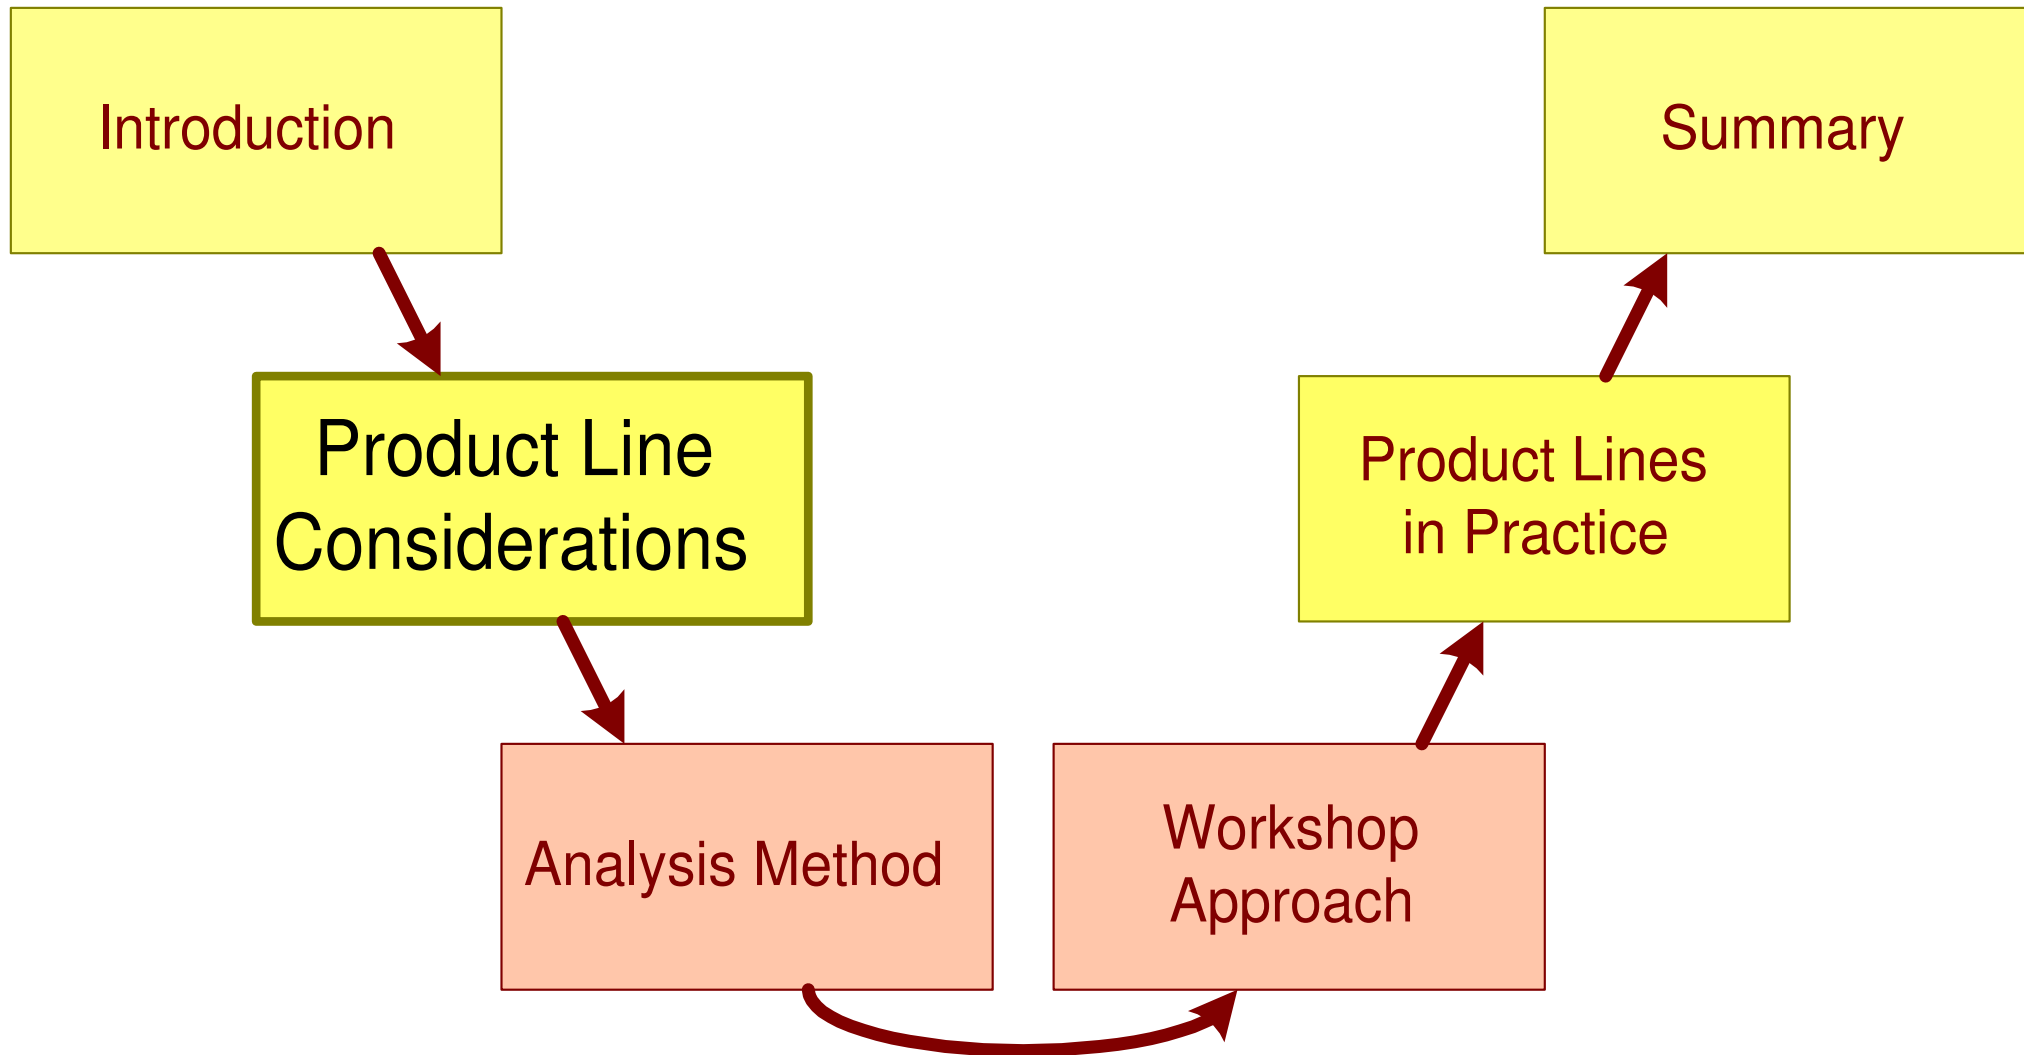 Introduction
Summary
Product Line
Considerations
Product Lines
in Practice
Analysis Method
Workshop
Approach